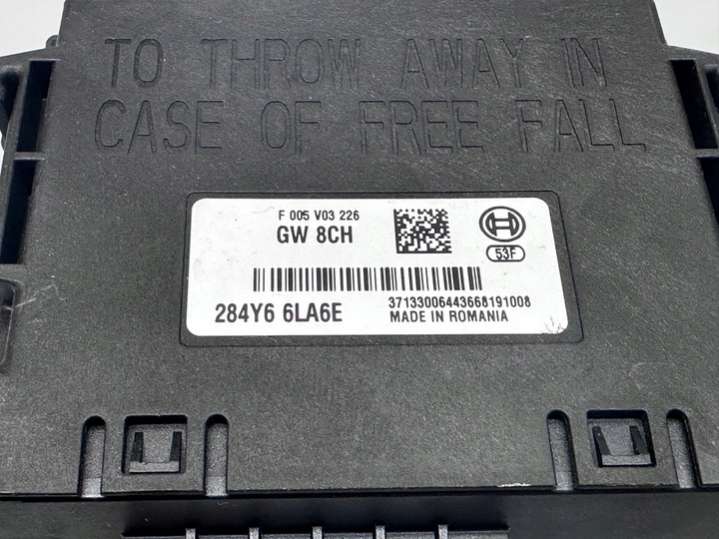 TO THROW AWAY IN
CASE OF FREE FALL
F 005 V03 226
GW 8CH
53F
284Y6 6LA6E
37133006443668191008
MADE IN ROMANIA